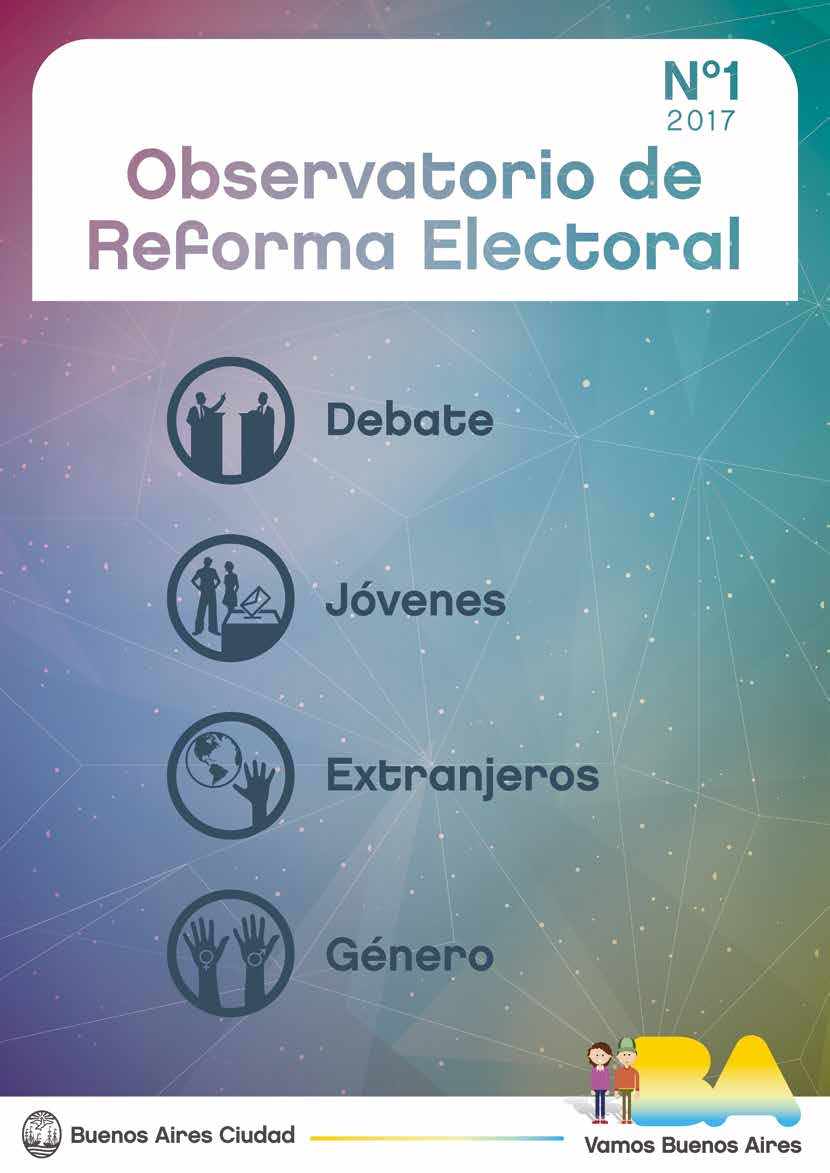 Nº1
2017
Observatorio de
Reforma Electoral
Debate
Jóvenes
Extranjeros
Género
Buenos Aires Ciudad
BA
Vamos Buenos Aires